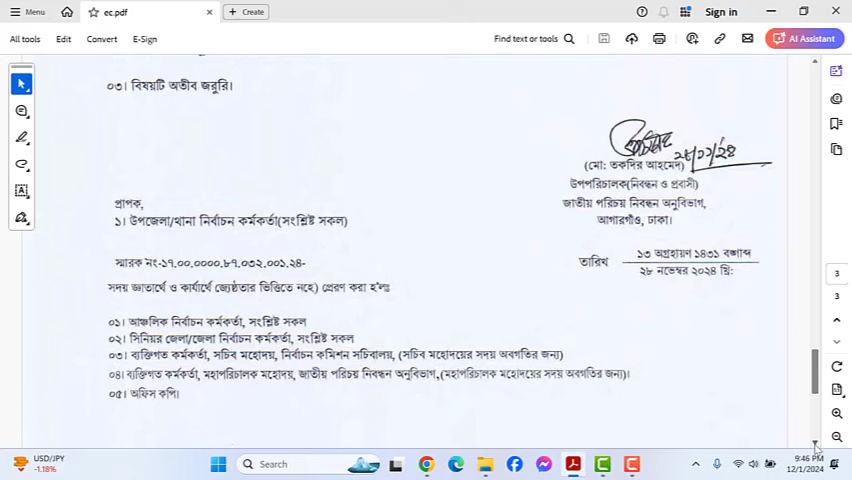 Menu
ec.pdf
Create
Sign in
All tools
Edit
Convert
E-Sign
Find text or tools
AI Assistant
০৩। বিষয়টি অতীব জরুরি।
২৮/১১/২৪
(মো: তকদির আহমেদ)
উপপরিচালক(নিবন্ধন ও প্রবাসী)
জাতীয় পরিচয় নিবন্ধন অনুবিভাগ,
আগারগাঁও, ঢাকা।
প্রাপক,
১। উপজেলা/থানা নির্বাচন কর্মকর্তা(সংশ্লিষ্ট সকল)
স্মারক নং-১৭.০০.০০০০.৮৭.০৩২.০০১.২৪-
তারিখ
১৩ অগ্রহায়ণ ১৪৩১ বঙ্গাব্দ
২৮ নভেম্বর ২০২৪ খ্রি:
সদয় জ্ঞাতার্থে ও কার্যার্থে জ্যেষ্ঠতার ভিত্তিতে নহে) প্রেরণ করা হ'লঃ
০১। আঞ্চলিক নির্বাচন কর্মকর্তা, সংশ্লিষ্ট সকল
০২। সিনিয়র জেলা/জেলা নির্বাচন কর্মকর্তা, সংশ্লিষ্ট সকল
০৩। ব্যক্তিগত কর্মকর্তা, সচিব মহোদয়, নির্বাচন কমিশন সচিবালয়, (সচিব মহোদয়ের সদয় অবগতির জন্য)
০৪। ব্যক্তিগত কর্মকর্তা, মহাপরিচালক মহোদয়, জাতীয় পরিচয় নিবন্ধন অনুবিভাগ,(মহাপরিচালক মহোদয়ের সদয় অবগতির জন্য)।
০৫। অফিস কপি।
3
3
USD/JPY
-1.18%
Search
9:46 PM
12/1/2024